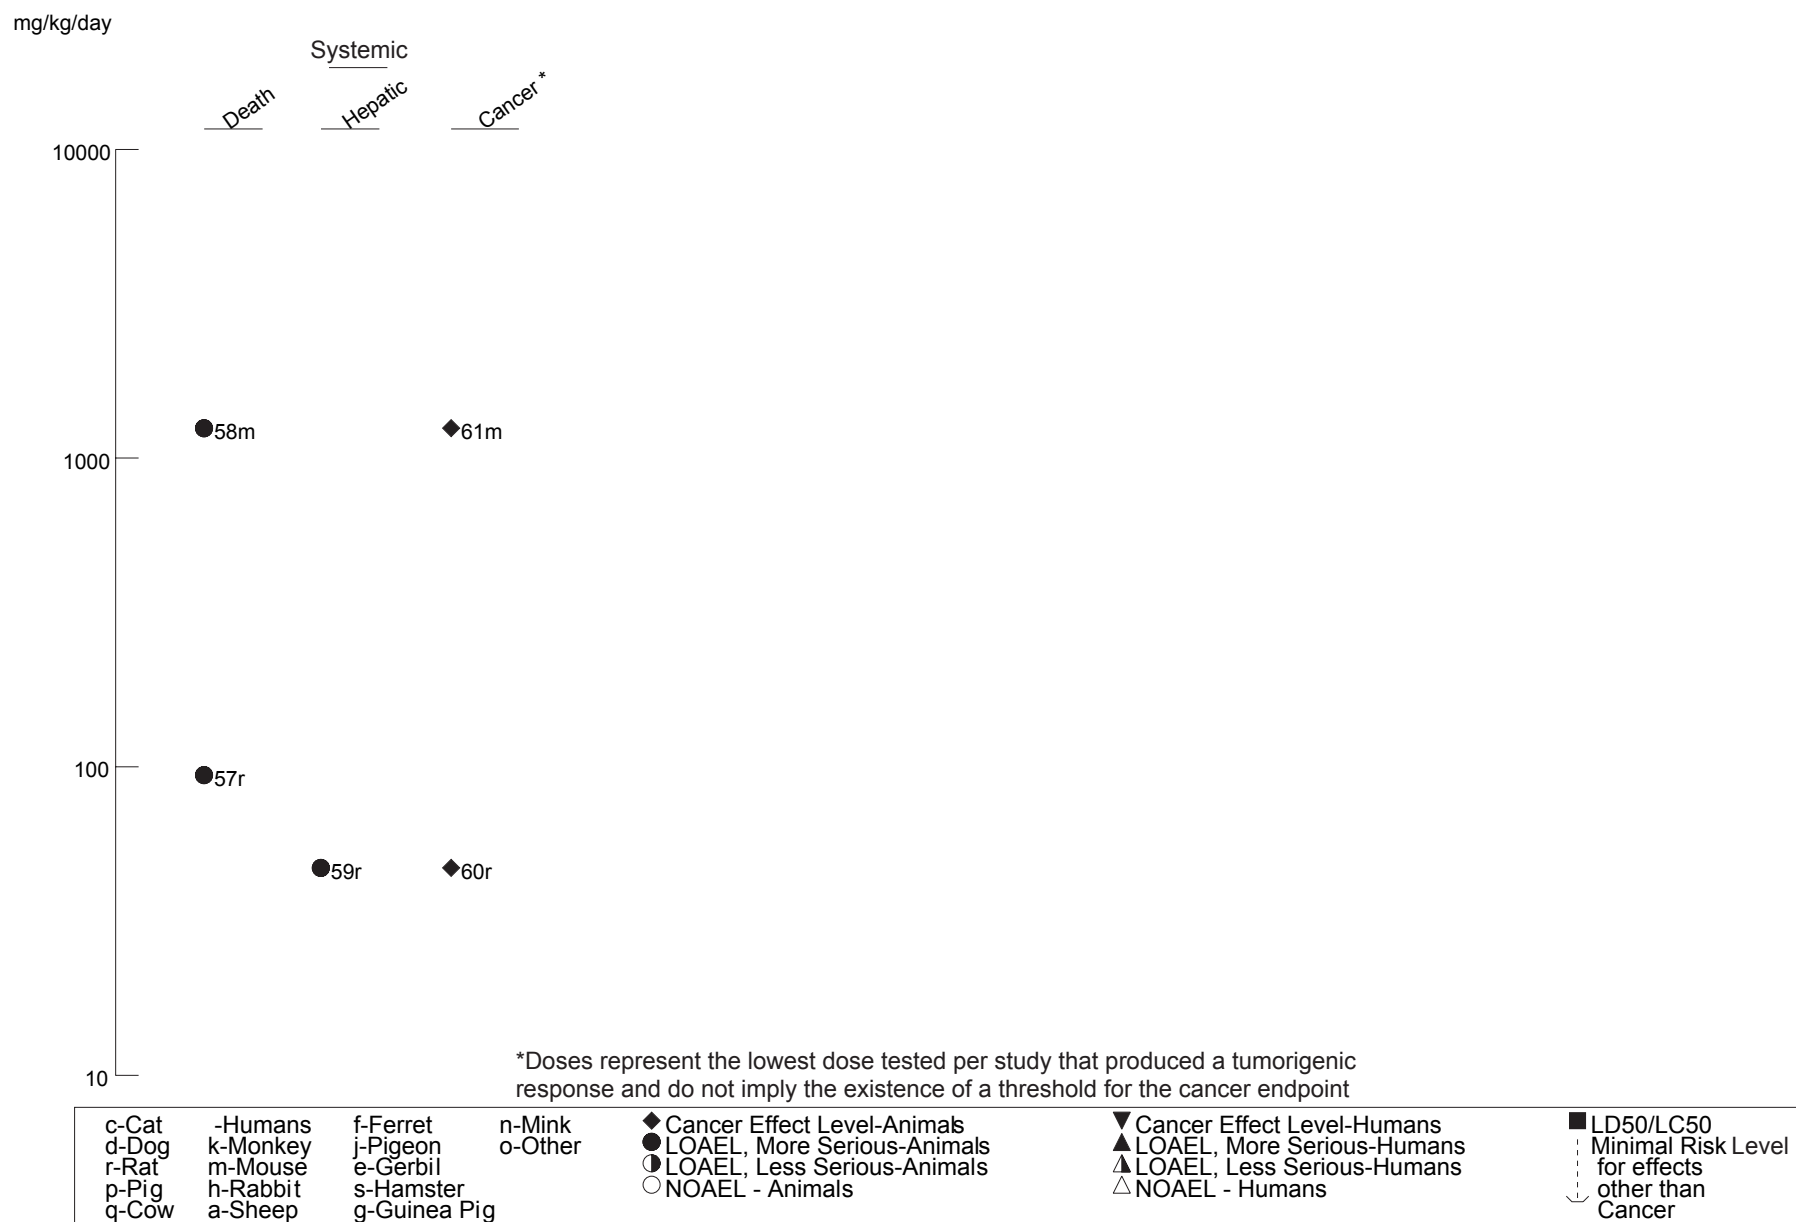 mg/kg/day
Systemic
Death Hepatic Cancer *
10000
58m 61m
1000
100
57r
59r 60r
*Doses represent the lowest dose tested per study that produced a tumorigenic
response and do not imply the existence of a threshold for the cancer endpoint
10
c-Cat -Humans f-Ferret n-Mink Cancer Effect Level-Animals Cancer Effect Level-Humans LD50/LC50
d-Dog k-Monkey j-Pigeon o-Other LOAEL, More Serious-Animals LOAEL, More Serious-Humans Minimal Risk Level
r-Rat m-Mouse e-Gerbil LOAEL, Less Serious-Animals LOAEL, Less Serious-Humans for effects
p-Pig h-Rabbit s-Hamster NOAEL - Animals NOAEL - Humans other than
q-Cow a-Sheep g-Guinea Pig Cancer